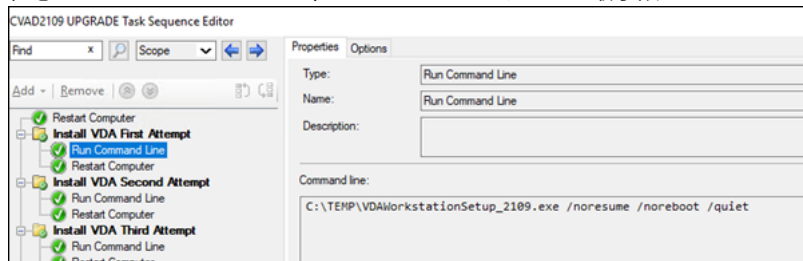 CVAD2109 UPGRADE Task Sequence Editor
Find x Scope
Properties Options
Add Remove
Type: Run Command Line
Name: Run Command Line
Description:
Restart Computer
Install VDA First Attempt
Run Command Line
Restart Computer
Install VDA Second Attempt
Run Command Line
Restart Computer
Install VDA Third Attempt
Run Command Line
Restart Computer
Command line:
C:\TEMP\VDAWorkstationSetup_2109.exe /noresume /noreboot /quiet